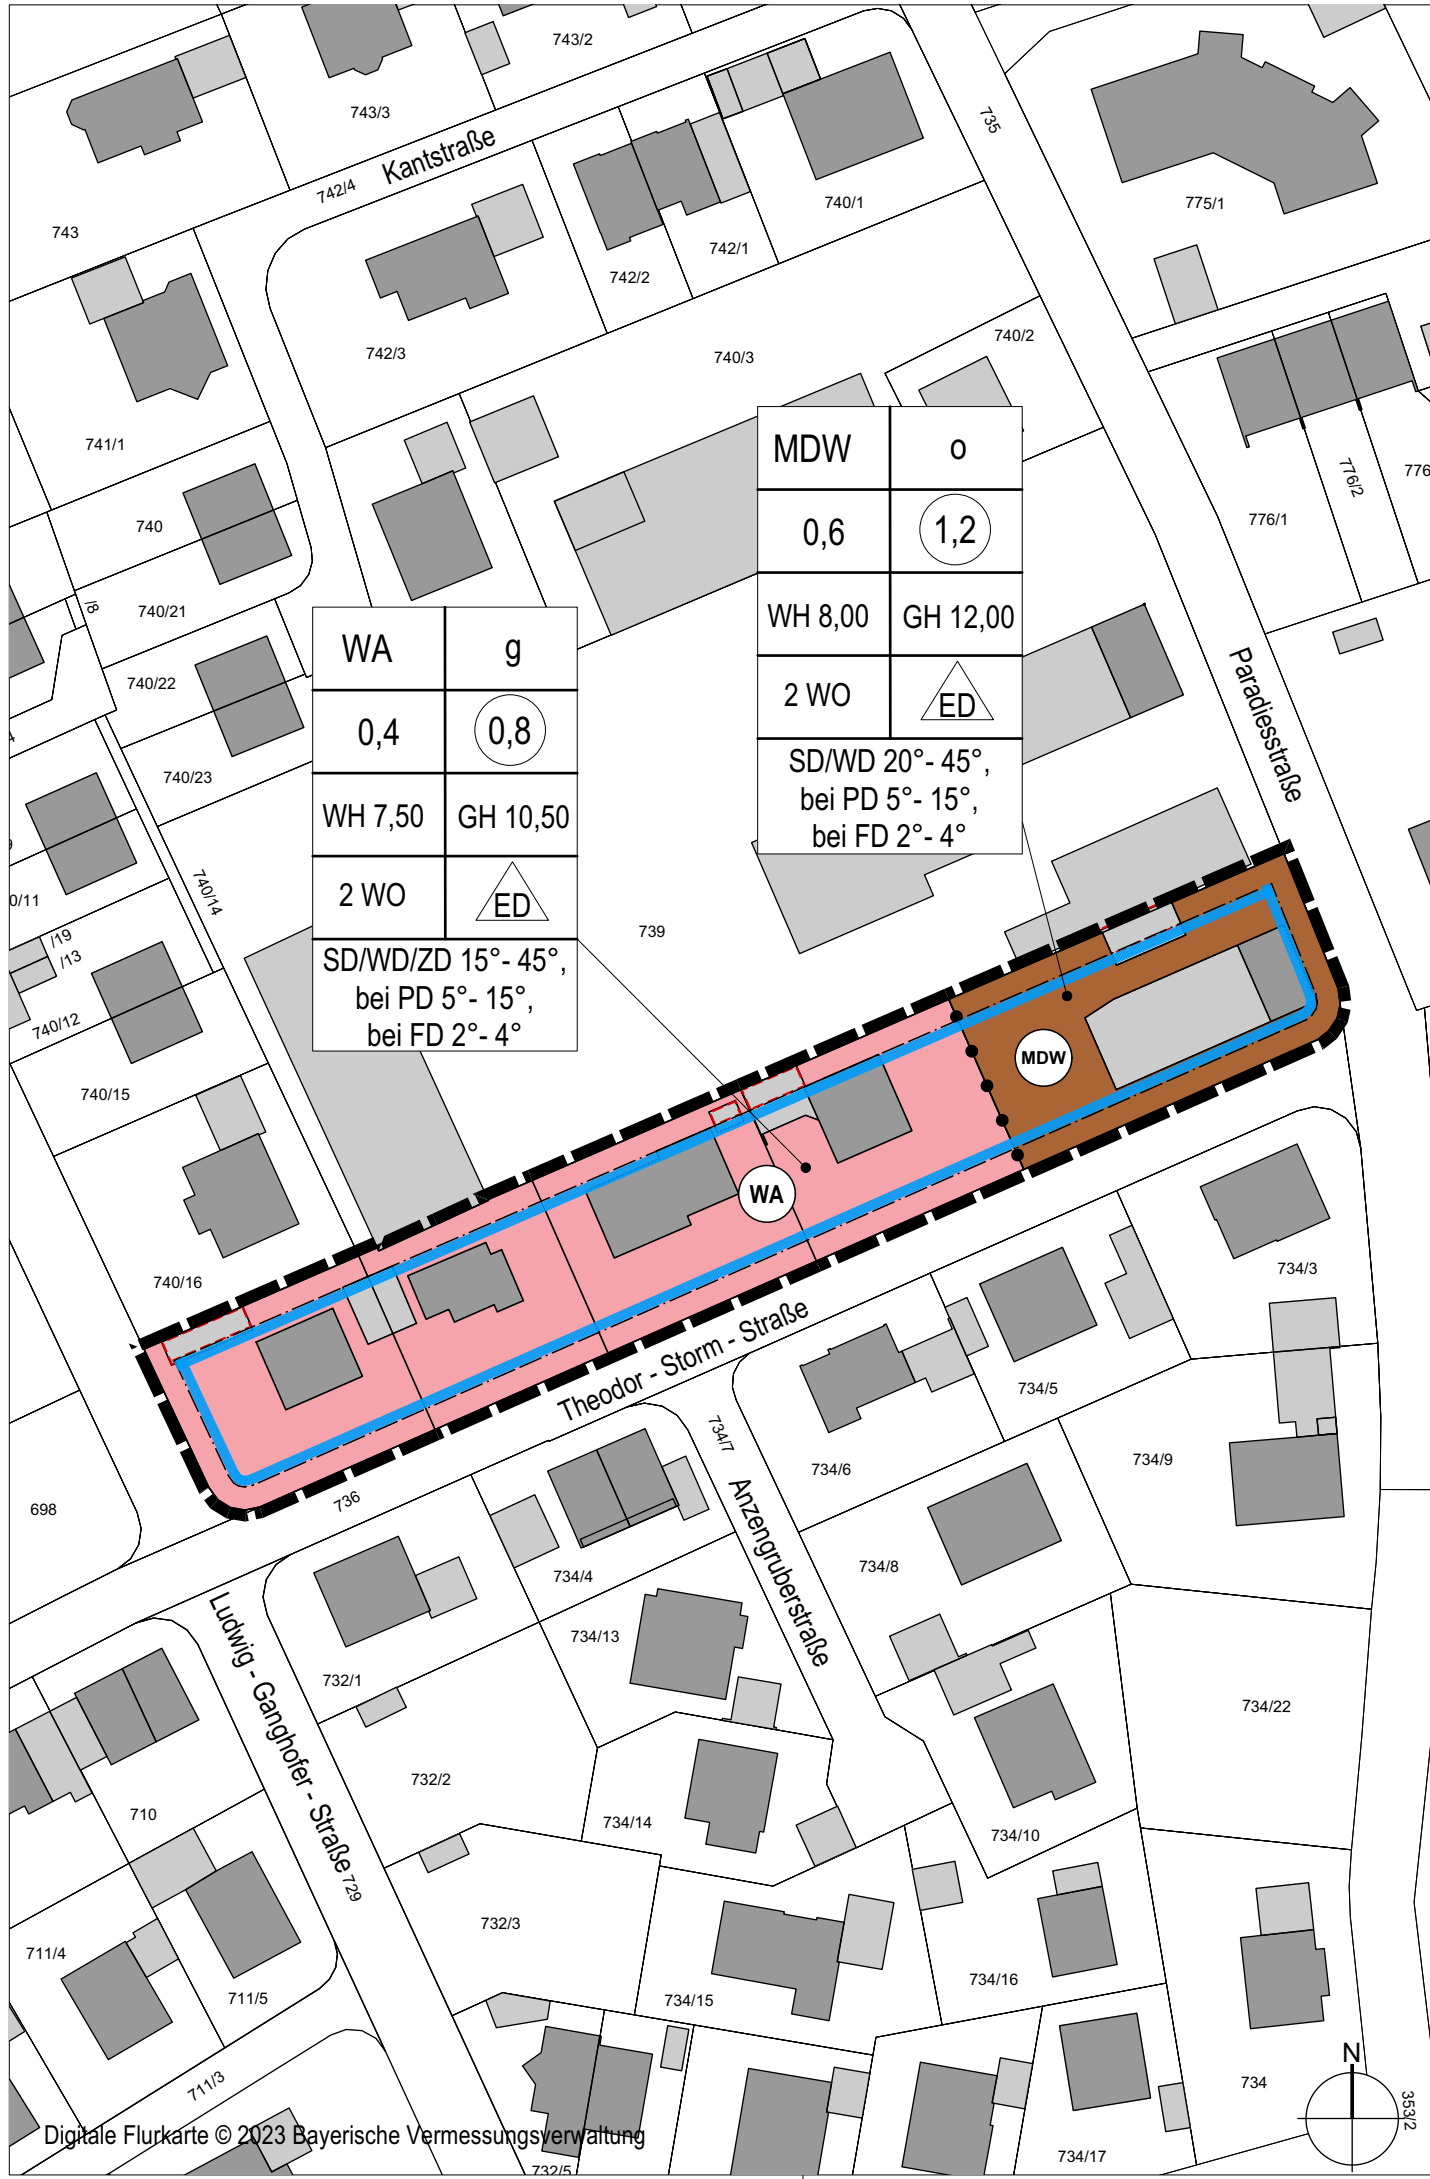 743/2
743/3
735
Kantstraße
742/4
775/1
740/1
743
742/1
742/2
740/2
742/3
740/3
741/1
776/2
776
776/1
740
740/21
/8
740/22
740/23
MDW o
0,6 1,2
WH 8,00 GH 12,00
2 WO ED
SD/WD 20°- 45°,
bei PD 5°- 15°,
bei FD 2°- 4°
WA g
0,4 0,8
WH 7,50 GH 10,50
2 WO ED
SD/WD/ZD 15°- 45°,
bei PD 5°- 15°,
bei FD 2°- 4°
Paradiesstraße
740/14
0/11
/19
/13
739
740/12
740/15
MDW
WA
740/16
734/3
Theodor - Storm - Straße
734/5
734/7
734/6
734/9
698
736
Anzengruberstraße
734/8
734/4
Ludwig - Ganghofer - Straße
729
734/13
732/1
734/22
732/2
710
734/14
734/10
732/3
711/4
734/16
711/5
734/15
N
711/3
734
353/2
Digitale Flurkarte © 2023 Bayerische Vermessungsverwaltung
734/17
732/5